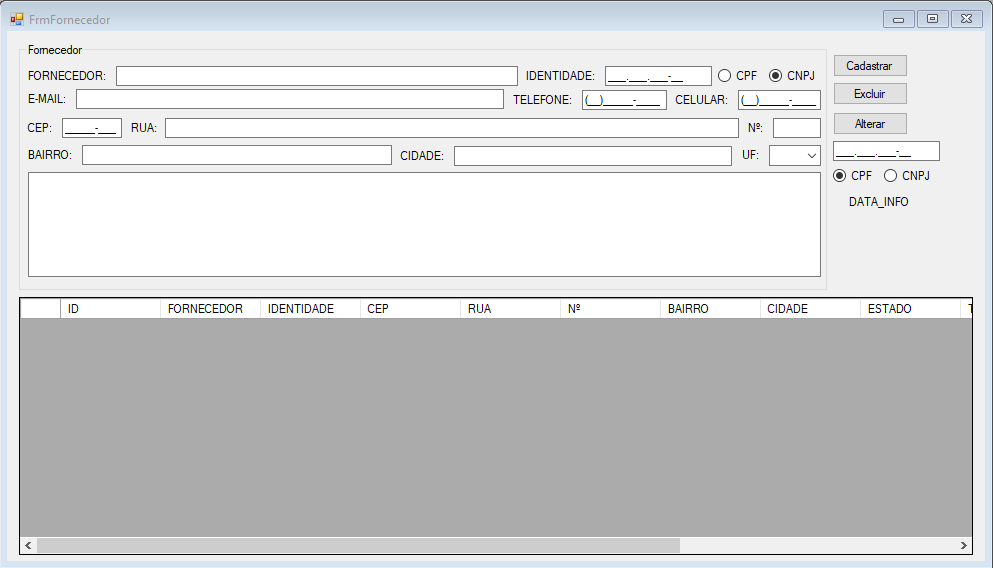 FrmFornecedor
Fornecedor
FORNECEDOR: IDENTIDADE: ___.___.___-__ CPF CNPJ Cadastrar
E-MAIL: TELEFONE: (__)_____-____ CELULAR: (__)_____-____ Excluir
CEP: _____-___ RUA: Nº: Alterar
BAIRRO: CIDADE: UF: ___.___.___-__
CPF CNPJ
DATA_INFO
ID FORNECEDOR IDENTIDADE CEP RUA Nº BAIRRO CIDADE ESTADO